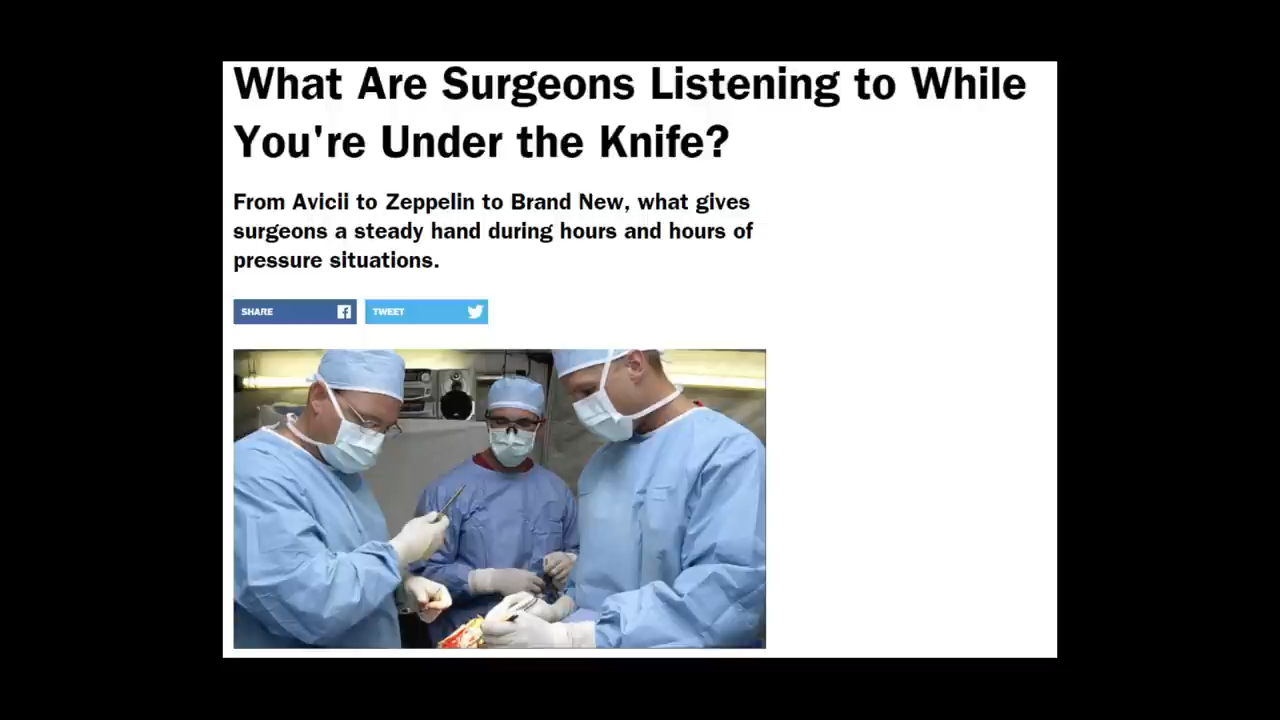 What Are Surgeons Listening to While
You're Under the Knife?
From Avicii to Zeppelin to Brand New, what gives
surgeons a steady hand during hours and hours of
pressure situations.
SHARE
TWEET